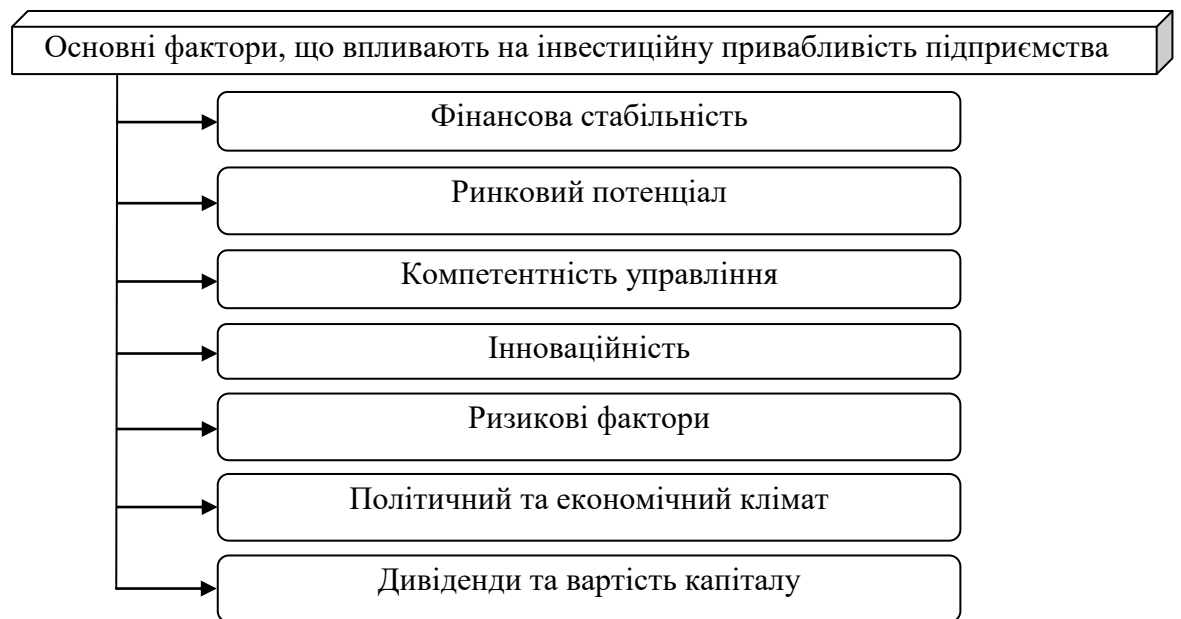 Основні фактори, що впливають на інвестиційну привабливість підприємства
Фінансова стабільність
Ринковий потенціал
Компетентність управління
Інноваційність
Ризикові фактори
Політичний та економічний клімат
Дивіденди та вартість капіталу